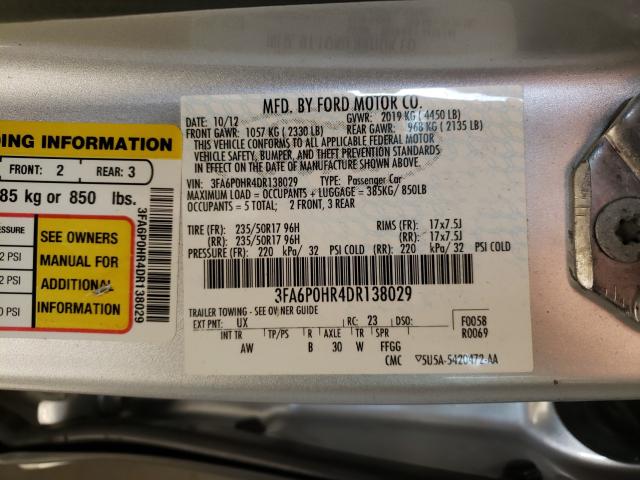 DING INFORMATION
FRONT: 2 REAR: 3
85 kg or 850 lbs.
SEE OWNERS
MANUAL FOR
ADDITIONAL
INFORMATION
PSI
PSI
PSI
3FA6P0HR4DR138029
MFD. BY FORD MOTOR CO.
10/12 GVWR: 2019 KG (4450 LB)
FRONT GAWR: 1057 KG (2330 LB) REAR GAWR: 968 KG (2135 LB)
THIS VEHICLE CONFORMS TO ALL APPLICABLE FEDERAL MOTOR
VEHICLE SAFETY, BUMPER, AND THEFT PREVENTION STANDARDS
IN EFFECT ON THE DATE OF MANUFACTURE SHOWN ABOVE.
VEHICLE: 3FA6P0HR4DR138029 TYPE: Passenger Car
MAXIMUM LOAD = OCCUPANTS + LUGGAGE = 385KG/ 850LB
OCCUPANTS = 5 TOTAL; 2 FRONT, 3 REAR
TIRE (FR): 235/50R17 96H RIMS (FR): 17x7.5J
(RR): 235/50R17 96H (RR): 17x7.5J
PRESSURE (FR): 220 kPa/ 32 PSI COLD (RR): 220 kPa/ 32 PSI COLD
3FA6P0HR4DR138029
TRAILER TOWING - SEE OWNER GUIDE
EXT PNT: UX RC: 23 DSO: F0058
INT TR TP/PS R AXLE TR SPR R0069
AW B 30 W FFGG
CMC 5U5A-5420472-AA